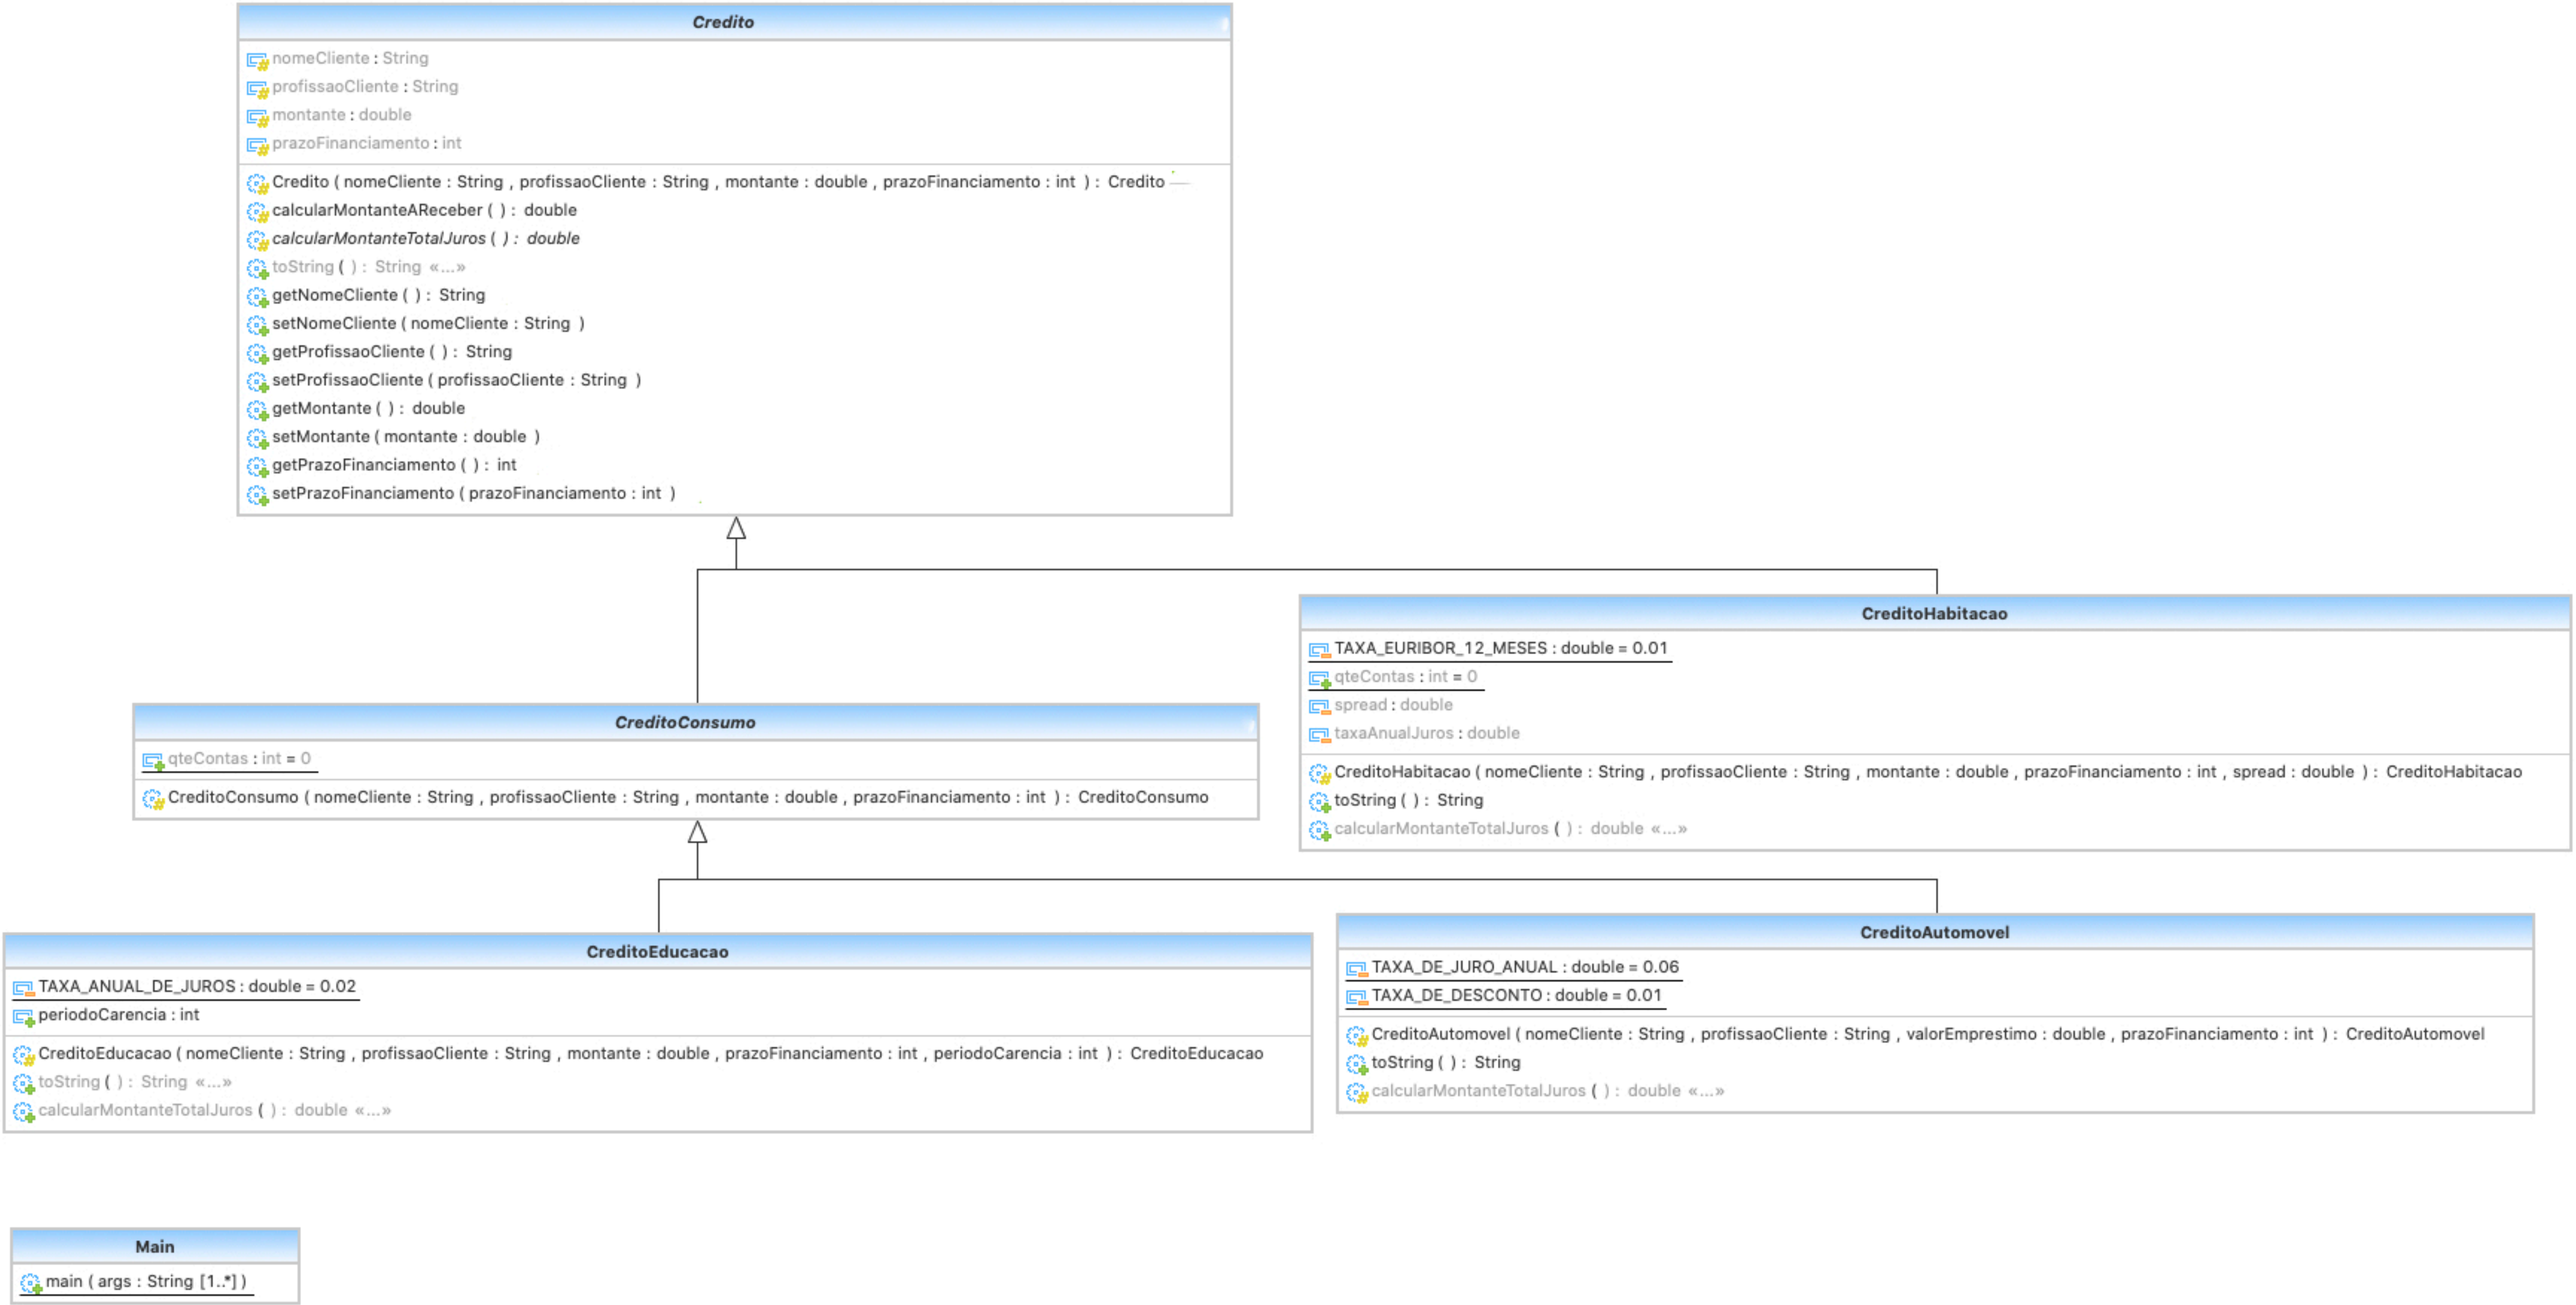 Credito
nomeCliente : String
profissaoCliente : String
montante : double
prazoFinanciamento : int
Credito ( nomeCliente : String , profissaoCliente : String , montante : double , prazoFinanciamento : int ) : Credito
calcularMontanteAReceber ( ) : double
calcularMontanteTotalJuros ( ) : double
toString ( ) : String «...»
getNomeCliente ( ) : String
setNomeCliente ( nomeCliente : String )
getProfissaoCliente ( ) : String
setProfissaoCliente ( profissaoCliente : String )
getMontante ( ) : double
setMontante ( montante : double )
getPrazoFinanciamento ( ) : int
setPrazoFinanciamento ( prazoFinanciamento : int )
CreditoHabitacao
TAXA_EURIBOR_12_MESES : double = 0.01
qteContas : int = 0
spread : double
taxaAnualJuros : double
CreditoHabitacao ( nomeCliente : String , profissaoCliente : String , montante : double , prazoFinanciamento : int , spread : double ) : CreditoHabitacao
toString ( ) : String
calcularMontanteTotalJuros ( ) : double «...»
CreditoConsumo
qteContas : int = 0
CreditoConsumo ( nomeCliente : String , profissaoCliente : String , montante : double , prazoFinanciamento : int ) : CreditoConsumo
CreditoEducacao
TAXA_ANUAL_DE_JUROS : double = 0.02
periodoCarencia : int
CreditoEducacao ( nomeCliente : String , profissaoCliente : String , montante : double , prazoFinanciamento : int , periodoCarencia : int ) : CreditoEducacao
toString ( ) : String «...»
calcularMontanteTotalJuros ( ) : double «...»
CreditoAutomovel
TAXA_DE_JURO_ANUAL : double = 0.06
TAXA_DE_DESCONTO : double = 0.01
CreditoAutomovel ( nomeCliente : String , profissaoCliente : String , valorEmprestimo : double , prazoFinanciamento : int ) : CreditoAutomovel
toString ( ) : String
calcularMontanteTotalJuros ( ) : double «...»
Main
main ( args : String [1..*] )